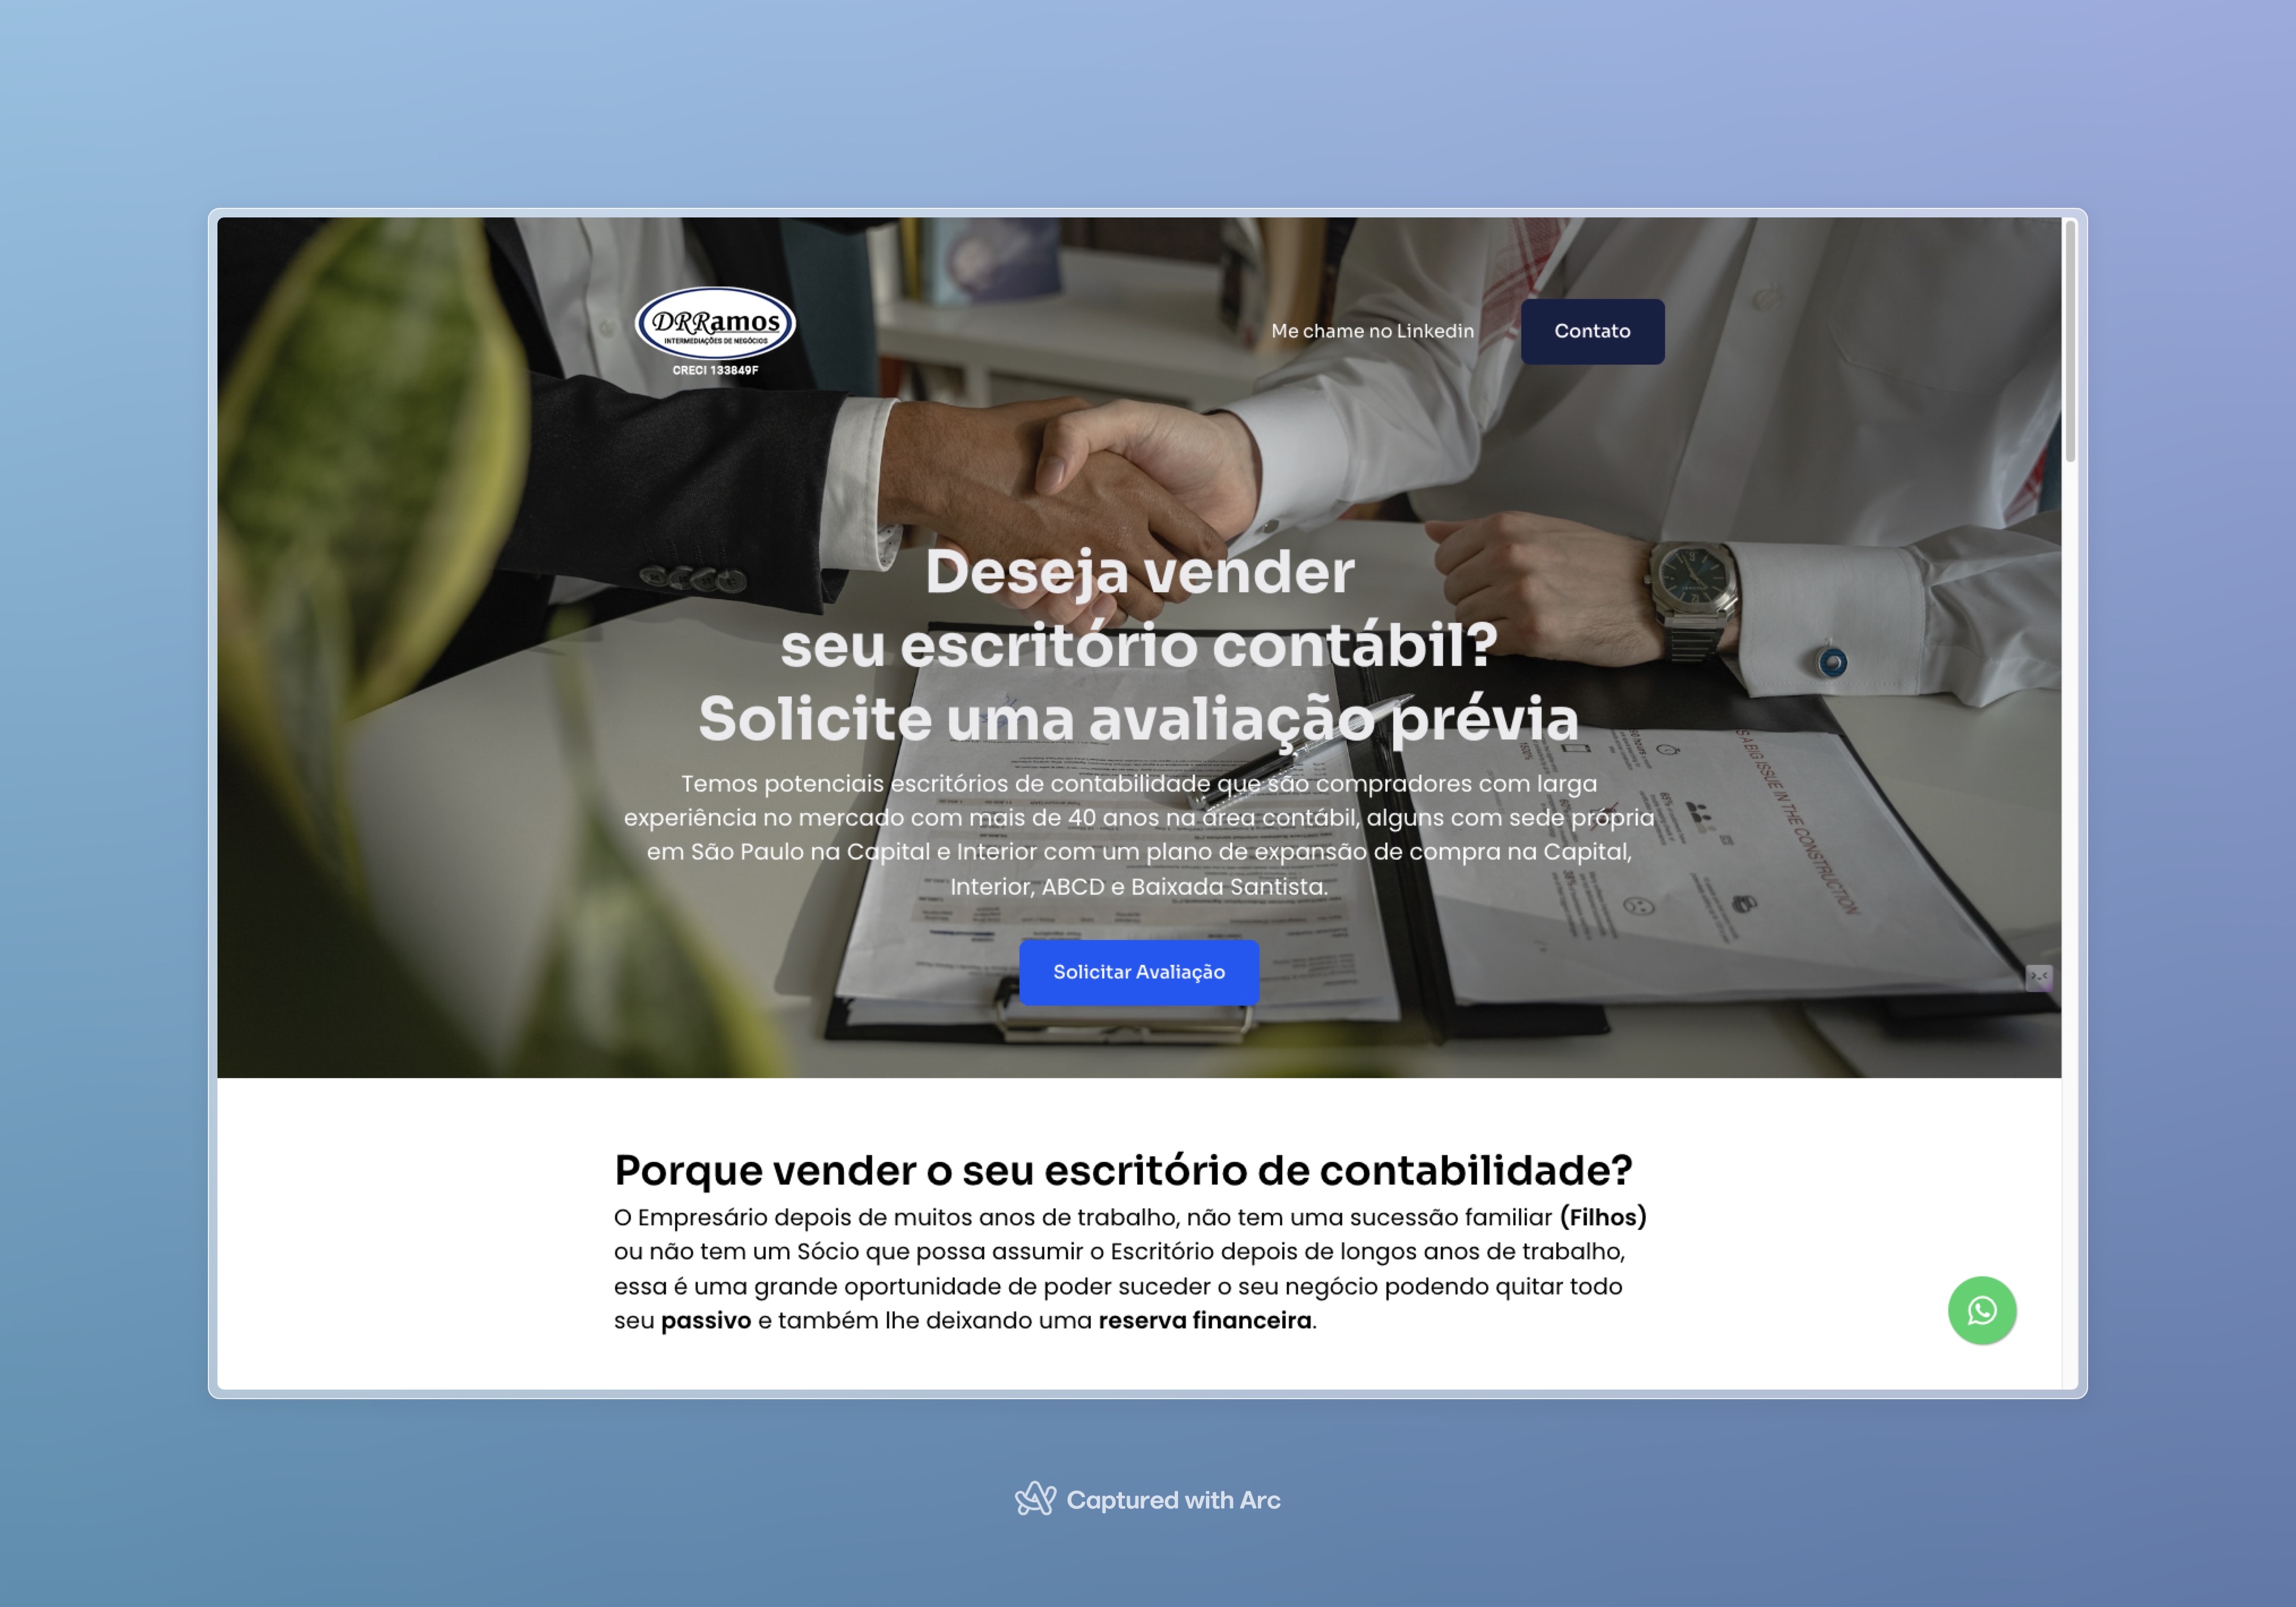 DRRamos
INTERMEDIAÇÕES DE NEGÓCIOS
CRECI 133849F
Me chame no Linkedin
Contato
Deseja vender
seu escritório contábil?
Solicite uma avaliação prévia
Temos potenciais escritórios de contabilidade que são compradores com larga
experiência no mercado com mais de 40 anos na área contábil, alguns com sede própria
em São Paulo na Capital e Interior com um plano de expansão de compra na Capital,
Interior, ABCD e Baixada Santista.
Solicitar Avaliação
A BIG ISSUE IN THE CONSTRUCTION
Porque vender o seu escritório de contabilidade?
O Empresário depois de muitos anos de trabalho, não tem uma sucessão familiar (Filhos)
ou não tem um Sócio que possa assumir o Escritório depois de longos anos de trabalho,
essa é uma grande oportunidade de poder suceder o seu negócio podendo quitar todo
seu passivo e também lhe deixando uma reserva financeira.
Captured with Arc